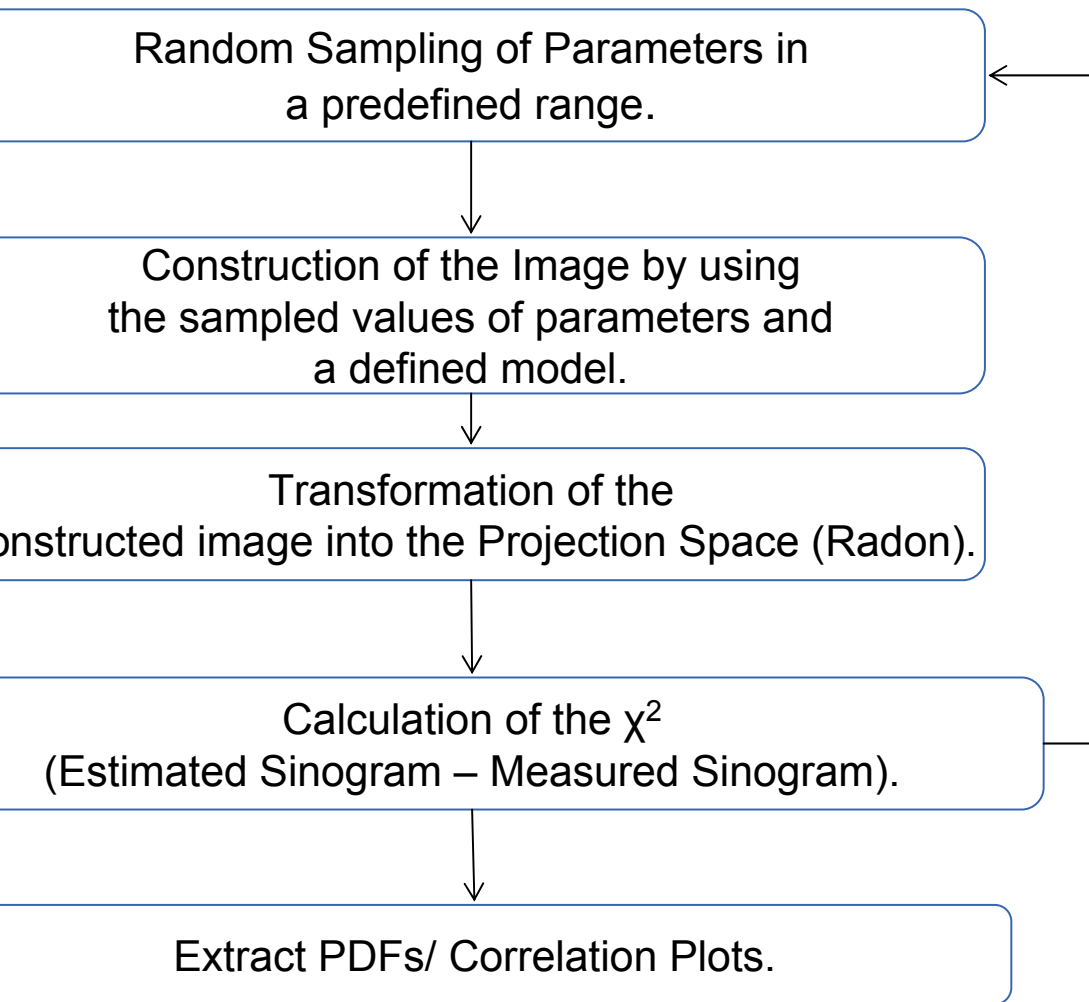 Random Sampling of Parameters in
a predefined range.
Construction of the Image by using
the sampled values of parameters and
a defined model.
Transformation of the
onstructed image into the Projection Space (Radon).
Calculation of the χ²
(Estimated Sinogram – Measured Sinogram).
Extract PDFs/ Correlation Plots.